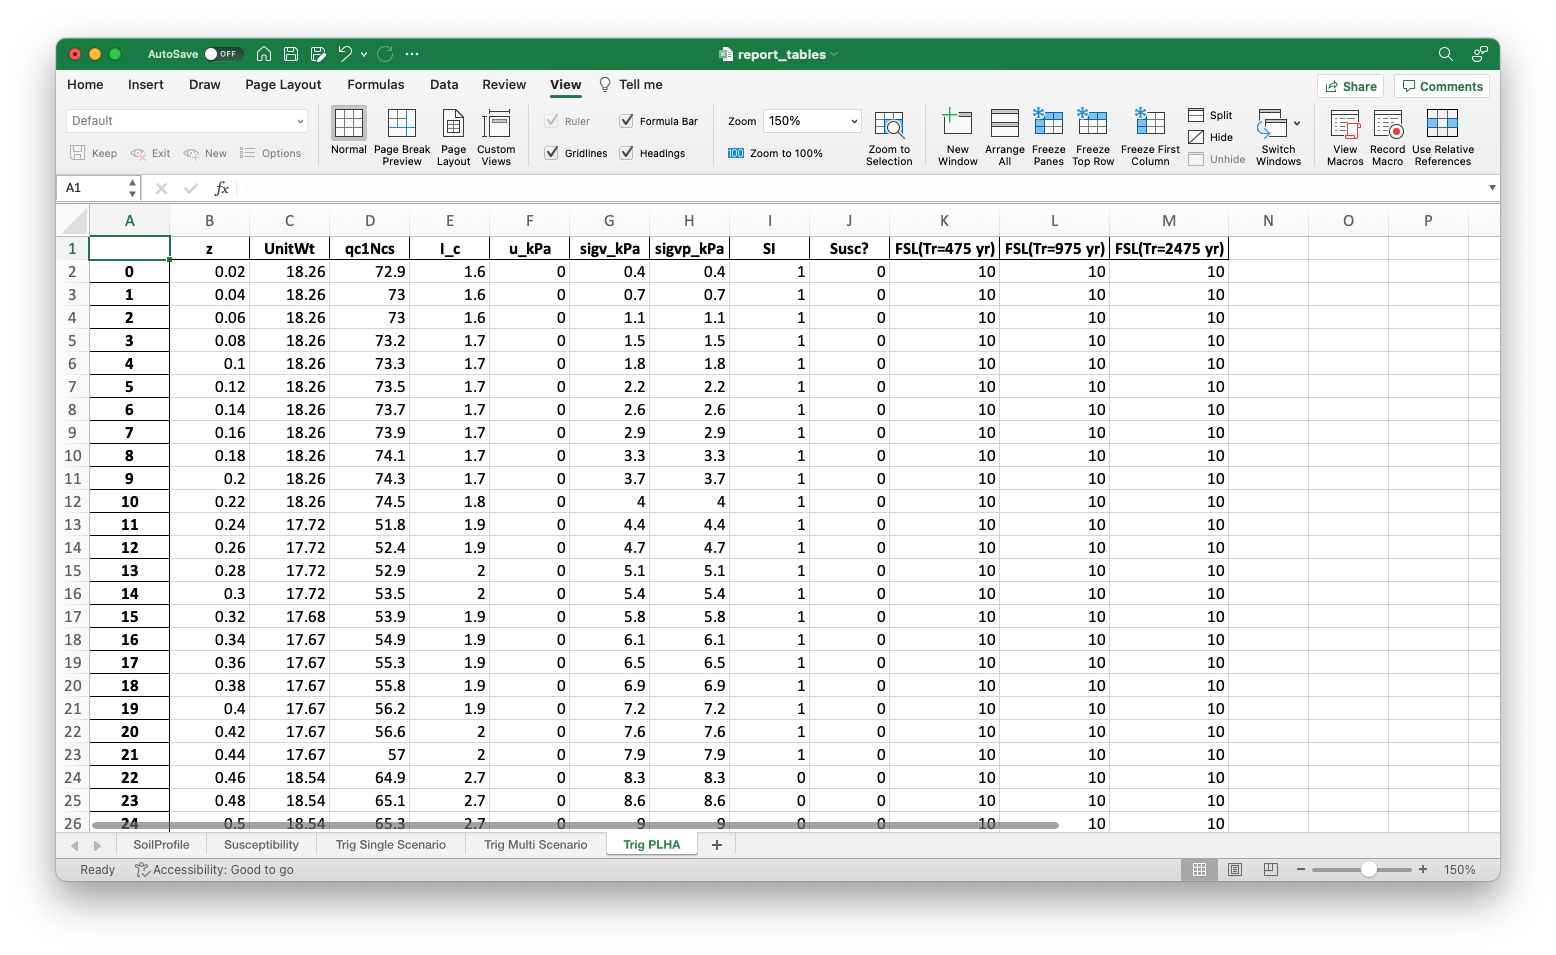 AutoSave OFF report_tables
Home Insert Draw Page Layout Formulas Data Review View Tell me Share Comments
Default
Keep Exit New Options
Normal Page Break Preview Page Layout Custom Views
Ruler Formula Bar
Gridlines Headings
Zoom 150%
100 Zoom to 100%
Zoom to Selection
New Window Arrange All Freeze Panes Freeze Top Row Freeze First Column
Split
Hide
Unhide
Switch Windows
View Macros Record Macro Use Relative References
A1 fx
A B C D E F G H I J K L M N O P
1 z UnitWt qc1Ncs I_c u_kPa sigv_kPa sigvp_kPa SI Susc? FSL(Tr=475 yr) FSL(Tr=975 yr) FSL(Tr=2475 yr)
2 0 0.02 18.26 72.9 1.6 0 0.4 0.4 1 0 10 10 10
3 1 0.04 18.26 73 1.6 0 0.7 0.7 1 0 10 10 10
4 2 0.06 18.26 73 1.6 0 1.1 1.1 1 0 10 10 10
5 3 0.08 18.26 73.2 1.7 0 1.5 1.5 1 0 10 10 10
6 4 0.1 18.26 73.3 1.7 0 1.8 1.8 1 0 10 10 10
7 5 0.12 18.26 73.5 1.7 0 2.2 2.2 1 0 10 10 10
8 6 0.14 18.26 73.7 1.7 0 2.6 2.6 1 0 10 10 10
9 7 0.16 18.26 73.9 1.7 0 2.9 2.9 1 0 10 10 10
10 8 0.18 18.26 74.1 1.7 0 3.3 3.3 1 0 10 10 10
11 9 0.2 18.26 74.3 1.7 0 3.7 3.7 1 0 10 10 10
12 10 0.22 18.26 74.5 1.8 0 4 4 1 0 10 10 10
13 11 0.24 17.72 51.8 1.9 0 4.4 4.4 1 0 10 10 10
14 12 0.26 17.72 52.4 1.9 0 4.7 4.7 1 0 10 10 10
15 13 0.28 17.72 52.9 2 0 5.1 5.1 1 0 10 10 10
16 14 0.3 17.72 53.5 2 0 5.4 5.4 1 0 10 10 10
17 15 0.32 17.68 53.9 1.9 0 5.8 5.8 1 0 10 10 10
18 16 0.34 17.67 54.9 1.9 0 6.1 6.1 1 0 10 10 10
19 17 0.36 17.67 55.3 1.9 0 6.5 6.5 1 0 10 10 10
20 18 0.38 17.67 55.8 1.9 0 6.9 6.9 1 0 10 10 10
21 19 0.4 17.67 56.2 1.9 0 7.2 7.2 1 0 10 10 10
22 20 0.42 17.67 56.6 2 0 7.6 7.6 1 0 10 10 10
23 21 0.44 17.67 57 2 0 7.9 7.9 1 0 10 10 10
24 22 0.46 18.54 64.9 2.7 0 8.3 8.3 0 0 10 10 10
25 23 0.48 18.54 65.1 2.7 0 8.6 8.6 0 0 10 10 10
26 24 0.5 18.54 65.3 2.7 0 9 9 0 0 10 10 10
SoilProfile Susceptibility Trig Single Scenario Trig Multi Scenario Trig PLHA +
Ready Accessibility: Good to go 150%